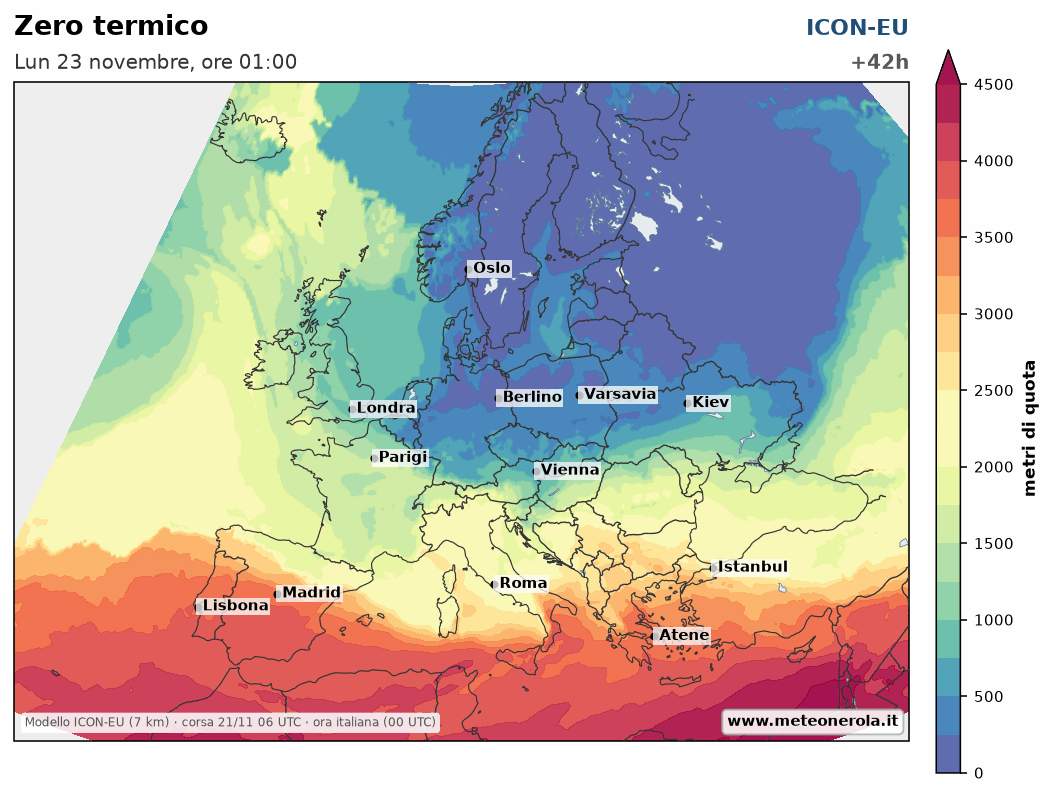 Zero termico
ICON-EU
Lun 23 novembre, ore 01:00
+42h
4500
4000
3500
3000
2500
2000
1500
1000
500
0
metri di quota
Oslo
Berlino
Varsavia
Kiev
Londra
Parigi
Vienna
Istanbul
Roma
Madrid
Lisbona
Atene
Modello ICON-EU (7 km) · corsa 21/11 06 UTC · ora italiana (00 UTC)
www.meteonerola.it